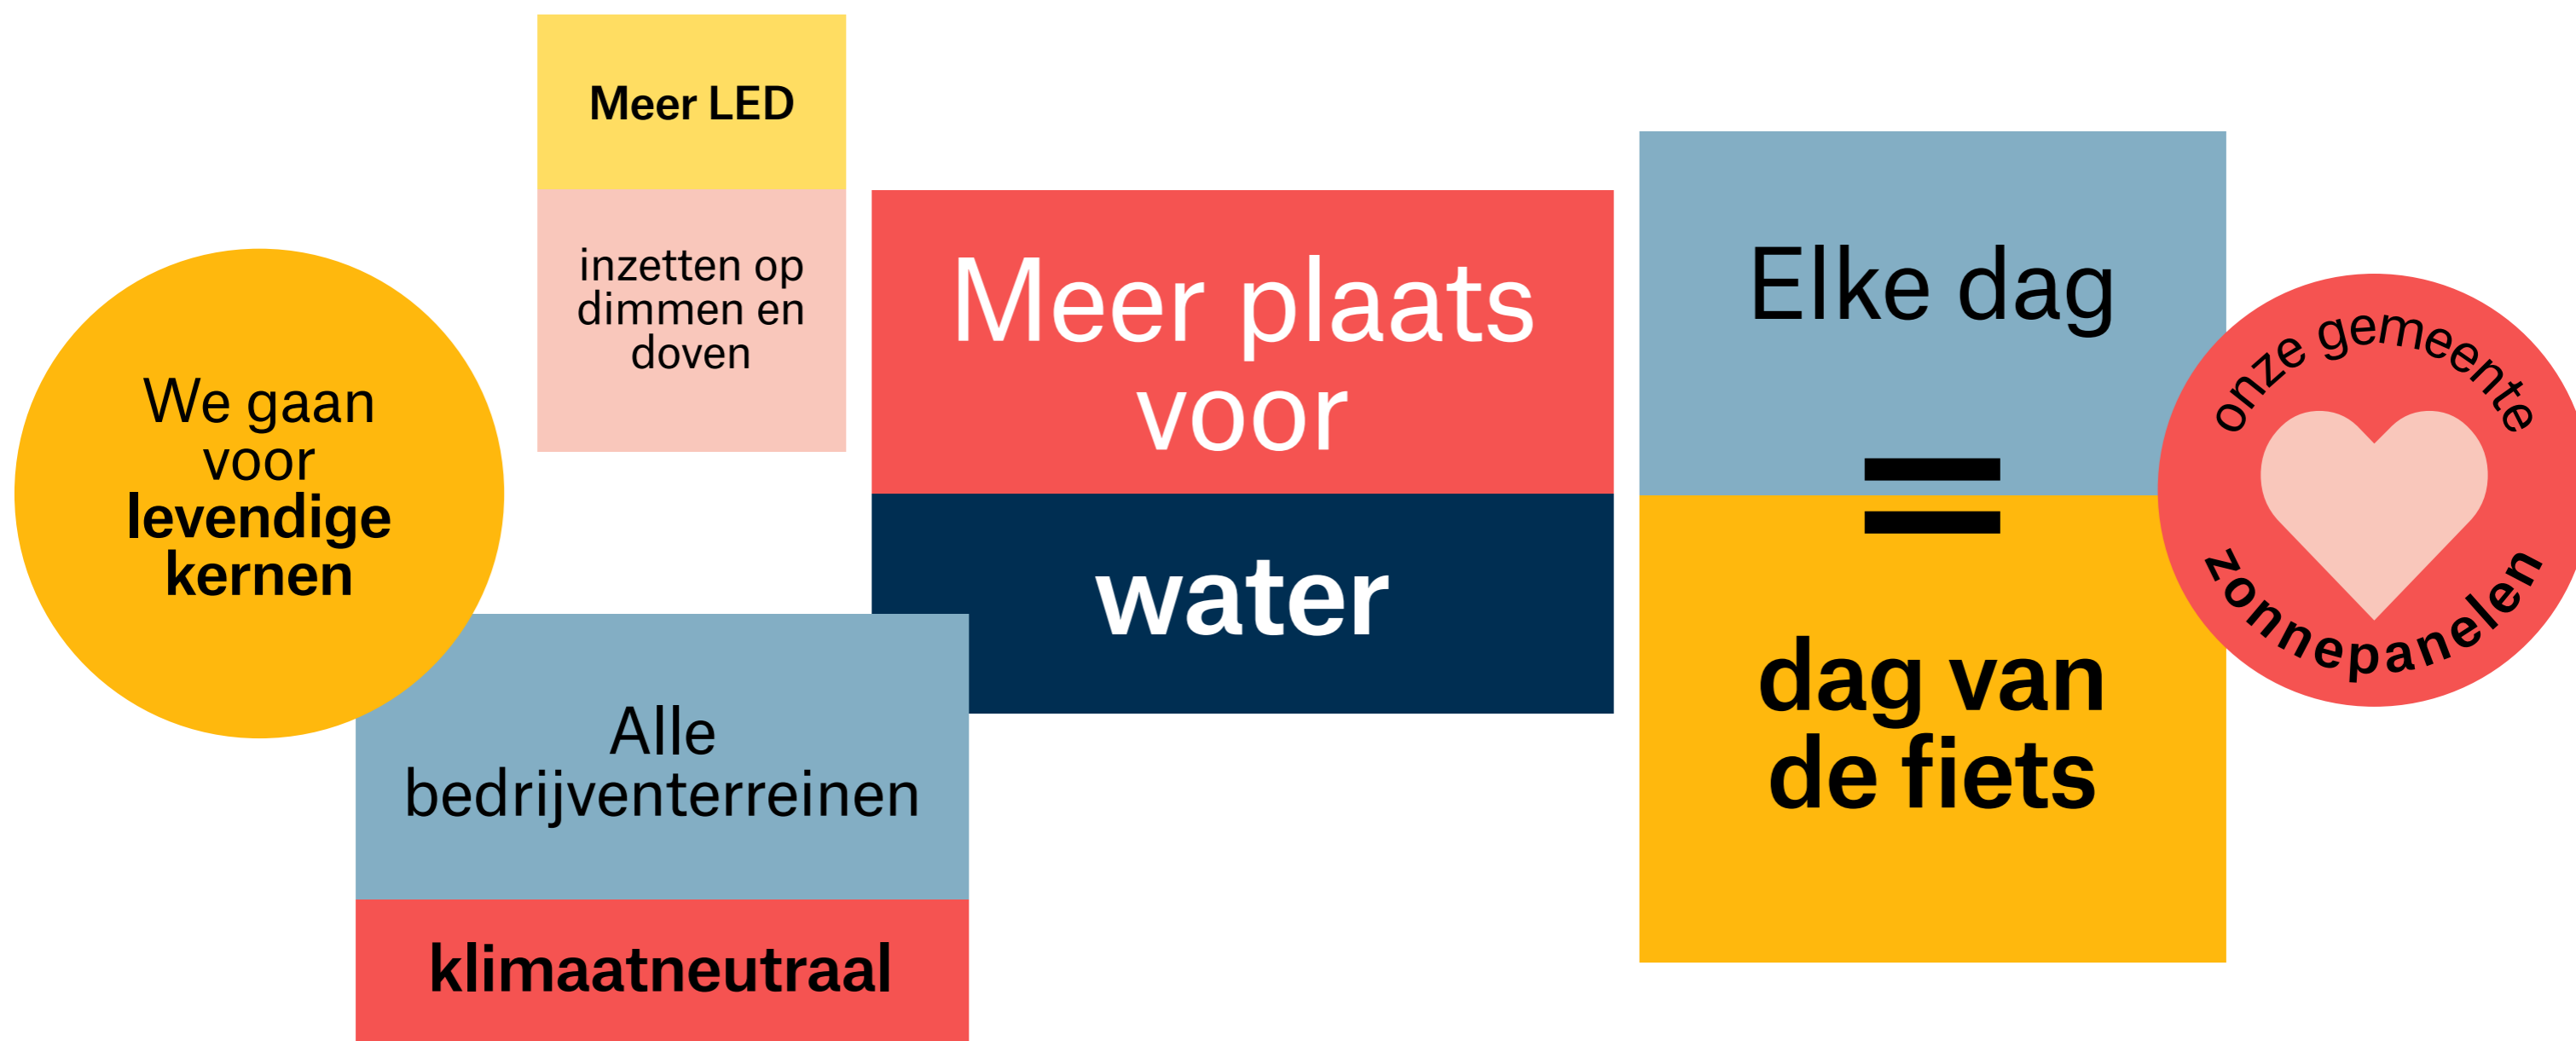 We gaan
voor
levendige
kernen
Meer LED
inzetten op
dimmen en
doven
Alle
bedrijventerreinen
klimaatneutraal
Meer plaats
voor
water
Elke dag
=
dag van
de fiets
onze gemeente
zonnepanelen